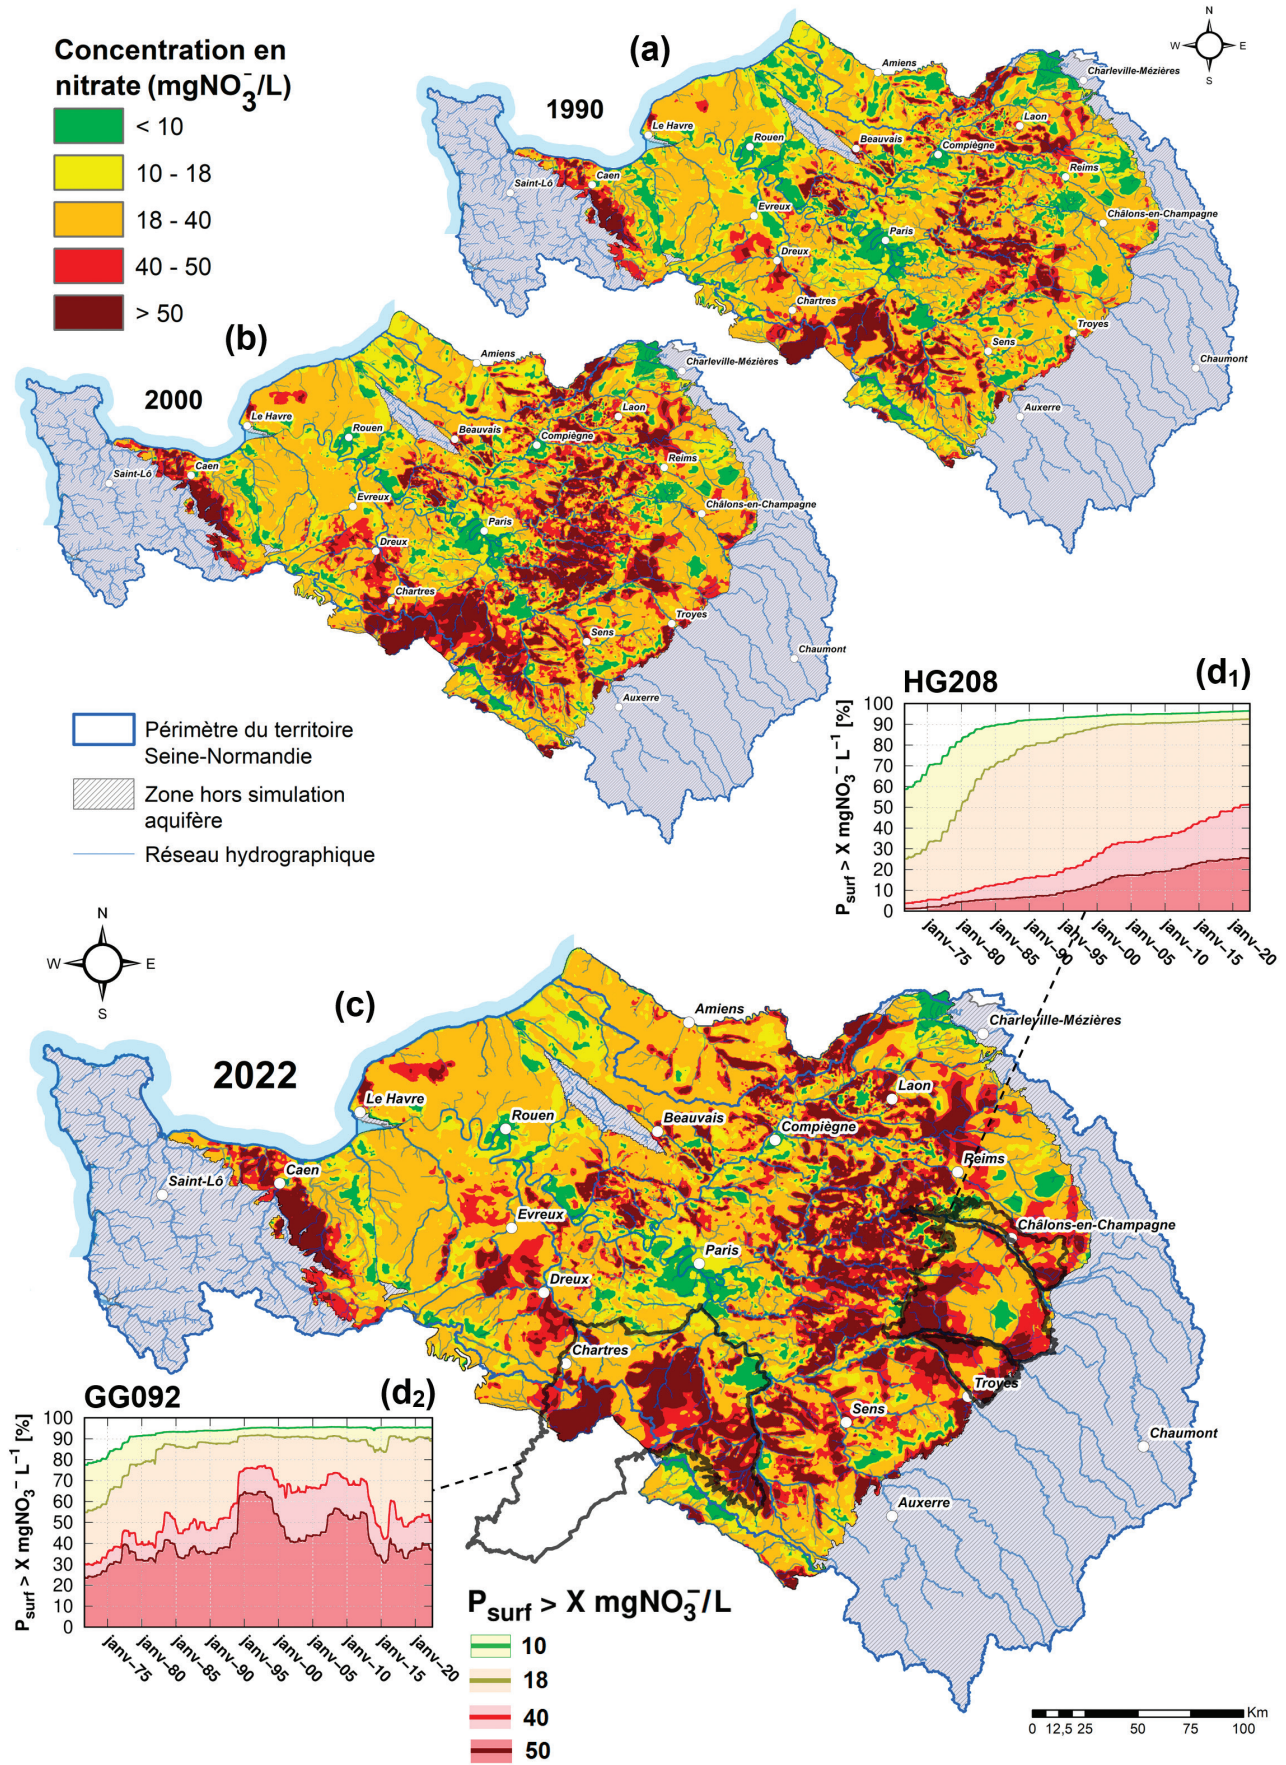 Concentration en
nitrate (mgNO3-/L)
< 10
10 - 18
18 - 40
40 - 50
> 50
(a)
1990
N
W
E
S
Amiens
Charleville-Mézières
Le Havre
Rouen
Beauvais
Compiègne
Laon
Reims
Saint-Lô
Caen
Evreux
Paris
Châlons-en-Champagne
Dreux
Chartres
Sens
Troyes
Chaumont
Auxerre
(b)
2000
Amiens
Charleville-Mézières
Le Havre
Rouen
Beauvais
Compiègne
Laon
Reims
Saint-Lô
Caen
Evreux
Paris
Châlons-en-Champagne
Dreux
Chartres
Sens
Troyes
Chaumont
Auxerre
Périmètre du territoire
Seine-Normandie
Zone hors simulation
aquifère
Réseau hydrographique
HG208
(d1)
Psurf > X mgNO3- L-1 [%]
100
90
80
70
60
50
40
30
20
10
0
janv-75
janv-80
janv-85
janv-90
janv-95
janv-00
janv-05
janv-10
janv-15
janv-20
N
W
E
S
(c)
2022
Amiens
Charleville-Mézières
Le Havre
Rouen
Beauvais
Compiègne
Laon
Reims
Saint-Lô
Caen
Evreux
Paris
Châlons-en-Champagne
Dreux
Chartres
Sens
Troyes
Chaumont
Auxerre
GG092
(d2)
Psurf > X mgNO3- L-1 [%]
100
90
80
70
60
50
40
30
20
10
0
janv-75
janv-80
janv-85
janv-90
janv-95
janv-00
janv-05
janv-10
janv-15
janv-20
Psurf > X mgNO3-/L
10
18
40
50
Km
0 12,5 25 50 75 100